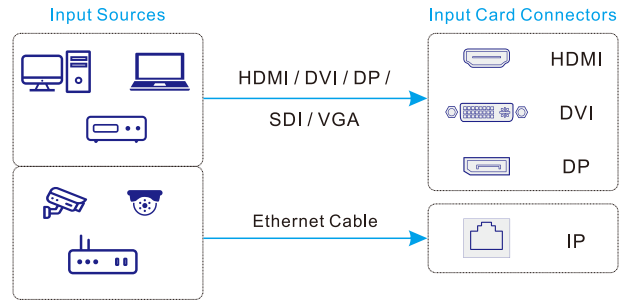 Input Sources
Input Card Connectors
HDMI / DVI / DP /
SDI / VGA
HDMI
DVI
DP
Ethernet Cable
IP